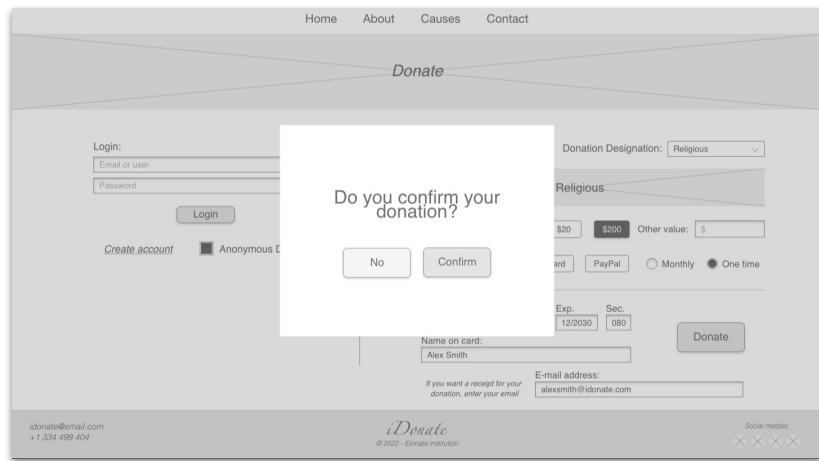 Home About Causes Contact
Donate
Login:
Email or user
Password
Login
Create account
Anonymous D
Do you confirm your
donation?
No
Confirm
Donation Designation: Religious
Religious
$20 $200 Other value: $
ard PayPal Monthly One time
Exp. Sec.
12/2030 080
Name on card:
Alex Smith
Donate
If you want a receipt for your
donation, enter your email
E-mail address:
alexsmith@idonate.com
idonate@email.com
+1 334 499 404
iDonate
© 2022 - iDonate institution
Social medias: